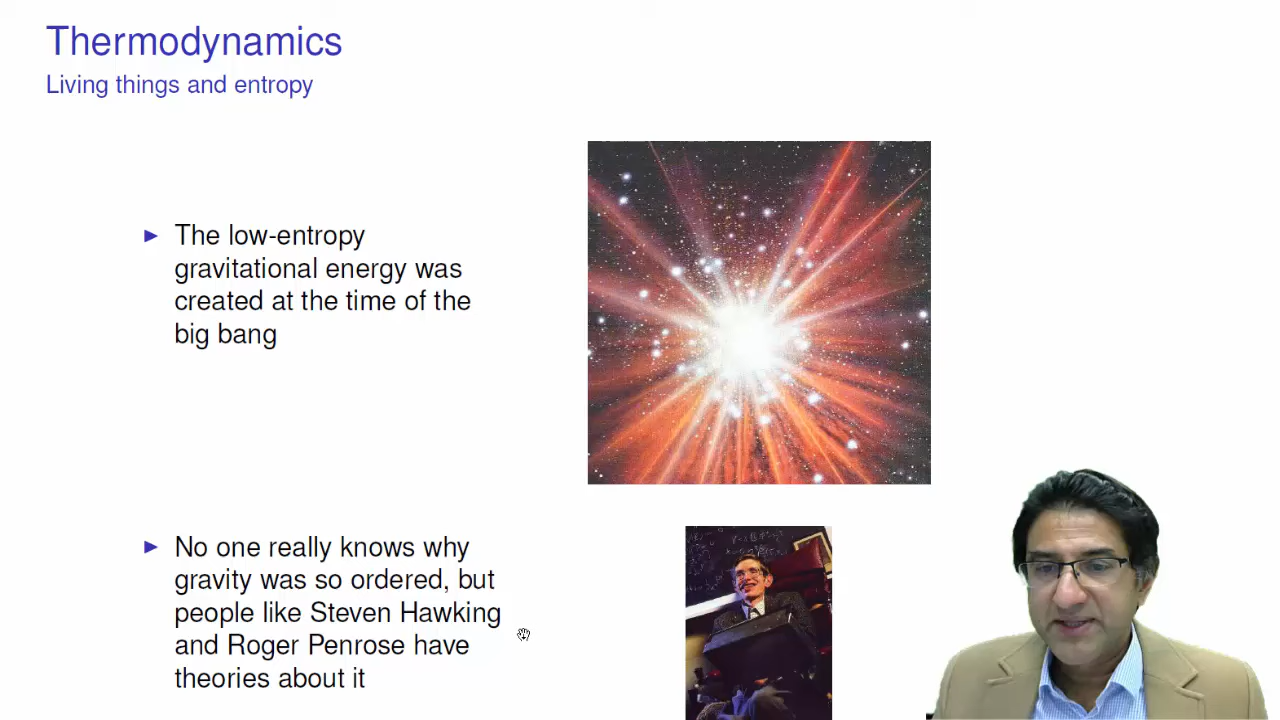 Thermodynamics
Living things and entropy
The low-entropy
gravitational energy was
created at the time of the
big bang
No one really knows why
gravity was so ordered, but
people like Steven Hawking
and Roger Penrose have
theories about it